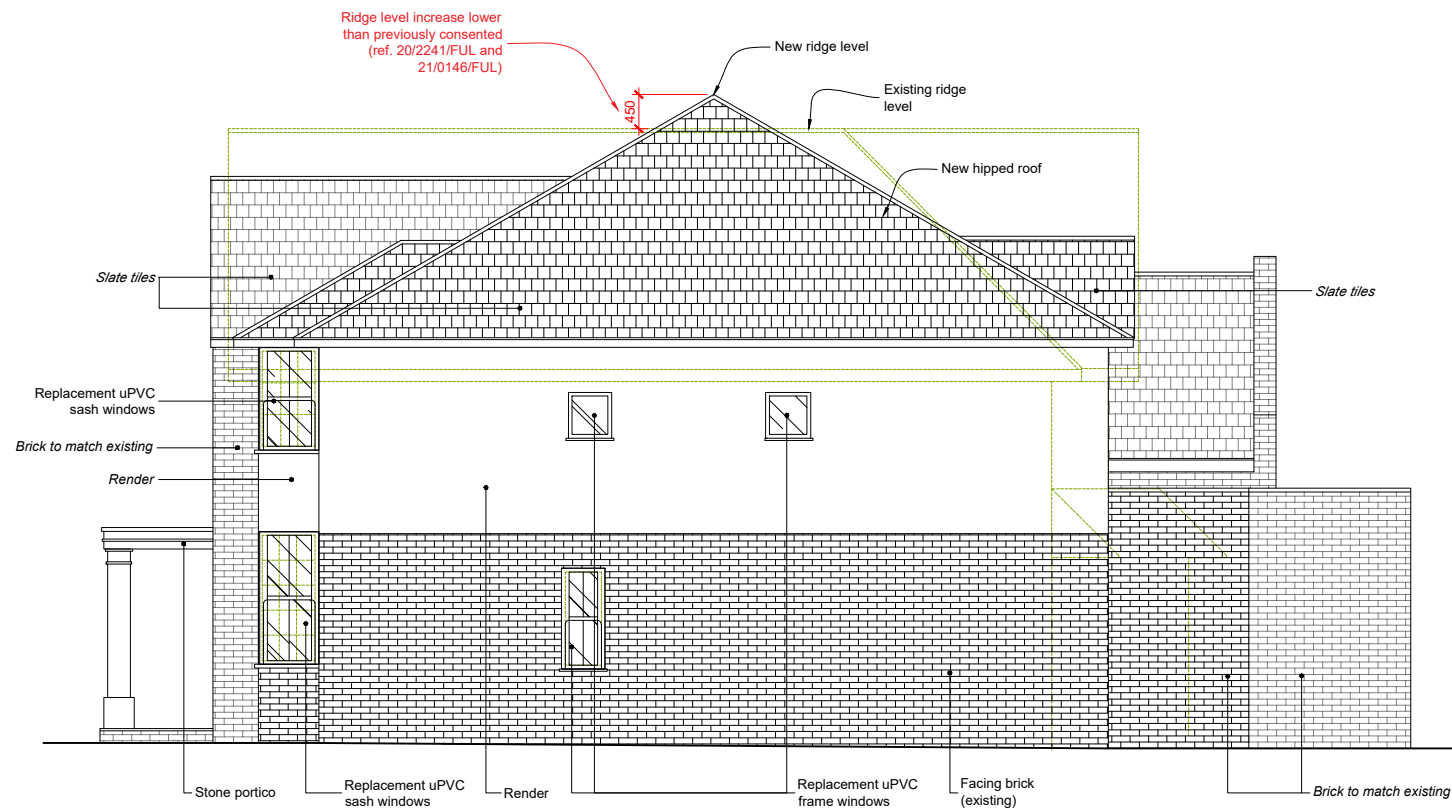 Ridge level increase lower
than previously consented
(ref. 20/2241/FUL and
21/0146/FUL)
New ridge level
Existing ridge
level
450
New hipped roof
Slate tiles
Slate tiles
Replacement uPVC
sash windows
Brick to match existing
Render
Stone portico
Replacement uPVC
sash windows
Render
Replacement uPVC
frame windows
Facing brick
(existing)
Brick to match existing